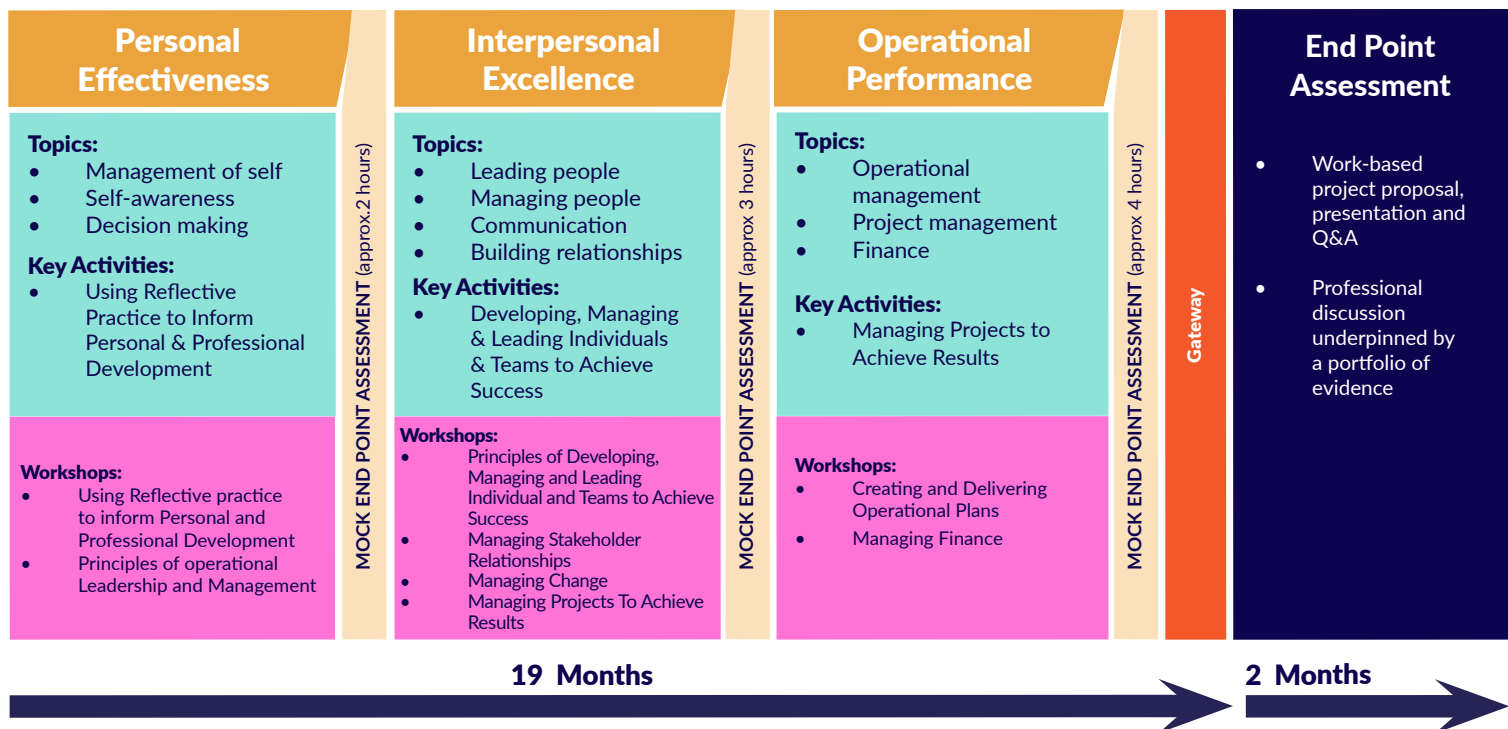 Personal
Effectiveness
Topics:
• Management of self
• Self-awareness
• Decision making
Key Activities:
• Using Reflective
Practice to Inform
Personal & Professional
Development
Workshops:
• Using Reflective practice
to inform Personal and
Professional Development
• Principles of operational
Leadership and Management
MOCK END POINT ASSESSMENT (approx.2 hours)
Interpersonal
Excellence
Topics:
• Leading people
• Managing people
• Communication
• Building relationships
Key Activities:
• Developing, Managing
& Leading Individuals
& Teams to Achieve
Success
Workshops:
• Principles of Developing,
Managing and Leading
Individual and Teams to Achieve
Success
• Managing Stakeholder
Relationships
• Managing Change
• Managing Projects To Achieve
Results
MOCK END POINT ASSESSMENT (approx 3 hours)
Operational
Performance
Topics:
• Operational
management
• Project management
• Finance
Key Activities:
• Managing Projects to
Achieve Results
Workshops:
• Creating and Delivering
Operational Plans
• Managing Finance
MOCK END POINT ASSESSMENT (approx 4 hours)
Gateway
End Point
Assessment
• Work-based
project proposal,
presentation and
Q&A
• Professional
discussion
underpinned by
a portfolio of
evidence
19 Months
2 Months